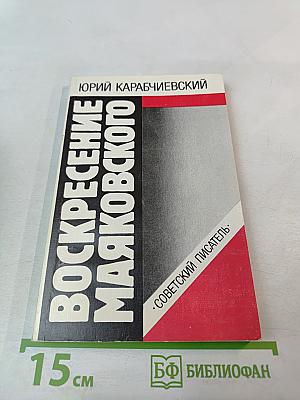 ЮРИЙ КАРАБЧИЕВСКИЙ
ВОСКРЕСЕНИЕ
МАЯКОВСКОГО
·СОВЕТСКИЙ ПИСАТЕЛЬ·
15 см
БФ БИБЛИОФАН